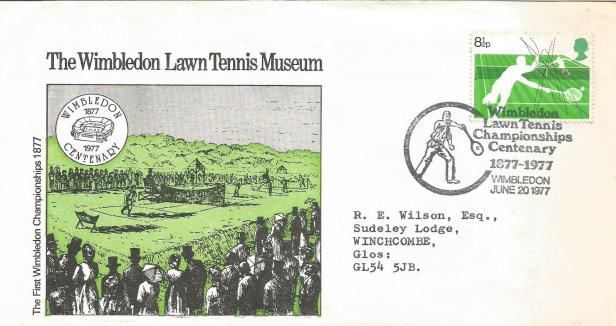 The Wimbledon Lawn Tennis Museum
The First Wimbledon Championships 1877
WIMBLEDON
1877
1977
CENTENARY
8½p
Wimbledon
Lawn Tennis
Championships
Centenary
1877-1977
WIMBLEDON
JUNE 20 1977
R. E. Wilson, Esq.,
Sudeley Lodge,
WINCHCOMBE,
Glos:
GL54 5JB.